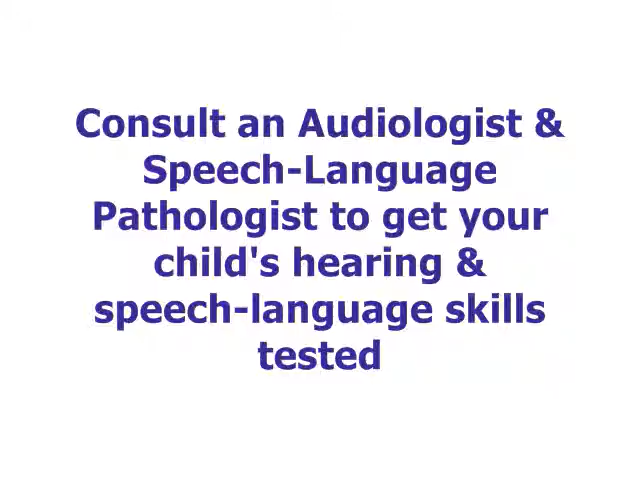 Consult an Audiologist &
Speech-Language
Pathologist to get your
child's hearing &
speech-language skills
tested